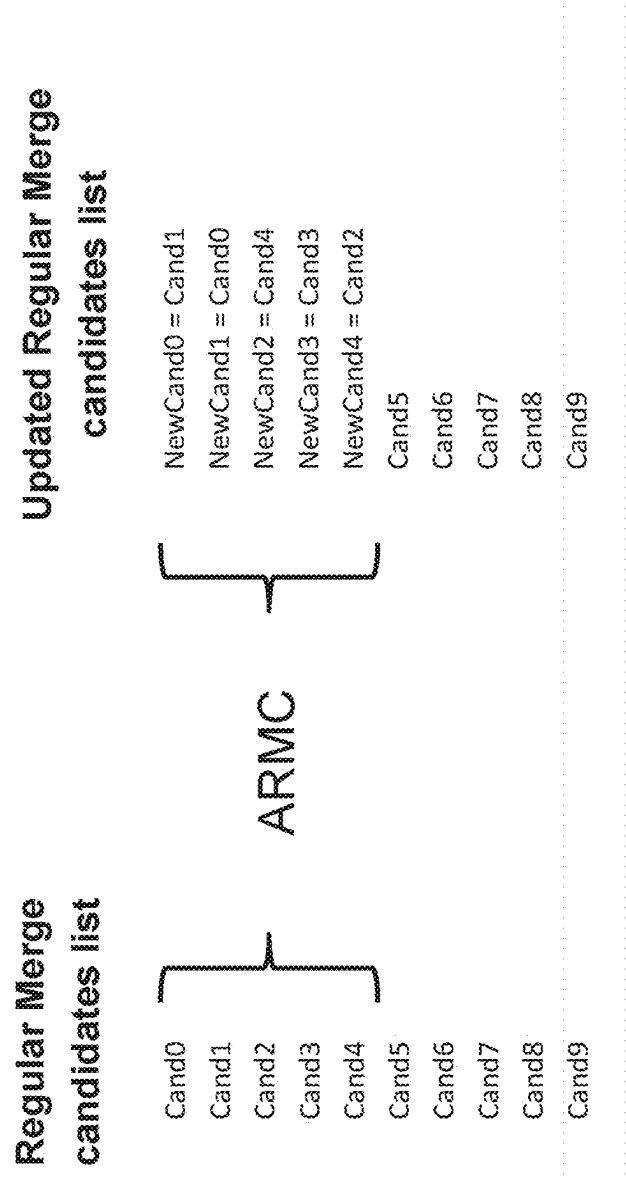 Regular Merge
candidates list
Cand0
Cand1
Cand2
Cand3
Cand4
Cand5
Cand6
Cand7
Cand8
Cand9
ARMC
Updated Regular Merge
candidates list
NewCand0 = Cand1
NewCand1 = Cand0
NewCand2 = Cand4
NewCand3 = Cand3
NewCand4 = Cand2
Cand5
Cand6
Cand7
Cand8
Cand9